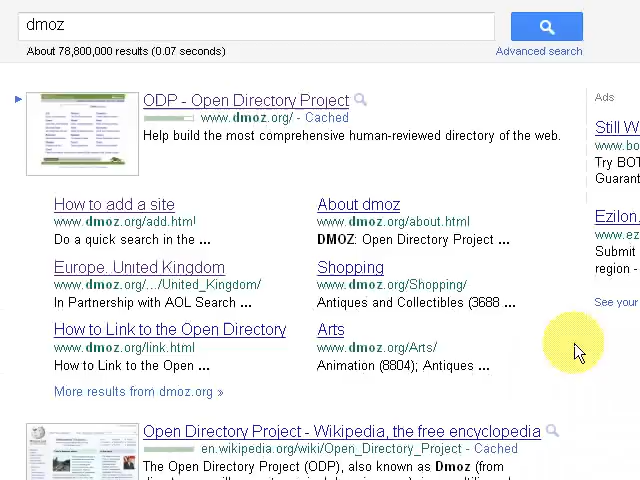 dmoz
About 78,800,000 results (0.07 seconds)
Advanced search
ODP - Open Directory Project
www.dmoz.org/ - Cached
Help build the most comprehensive human-reviewed directory of the web.
How to add a site
www.dmoz.org/add.html
Do a quick search in the ...
About dmoz
www.dmoz.org/about.html
DMOZ: Open Directory Project ...
Europe. United Kingdom
www.dmoz.org/.../United_Kingdom/
In Partnership with AOL Search ...
Shopping
www.dmoz.org/Shopping/
Antiques and Collectibles (3688 ...
How to Link to the Open Directory
www.dmoz.org/link.html
How to Link to the Open ...
Arts
www.dmoz.org/Arts/
Animation (8804); Antiques ...
More results from dmoz.org »
Open Directory Project - Wikipedia, the free encyclopedia
en.wikipedia.org/wiki/Open_Directory_Project - Cached
The Open Directory Project (ODP), also known as Dmoz (from
Ads
Still W
www.bo
Try BOT
Guarant
Ezilon.
www.ez
Submit
region -
See your